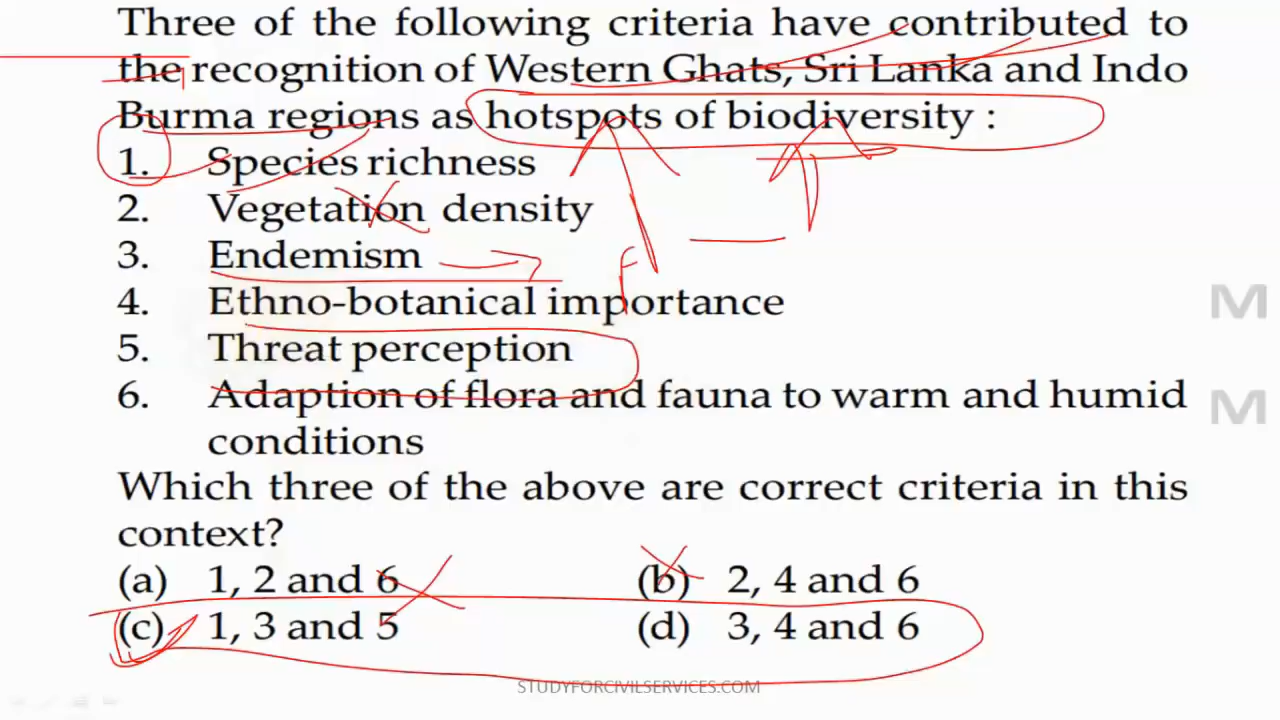 Three of the following criteria have contributed to
the recognition of Western Ghats, Sri Lanka and Indo
Burma regions as hotspots of biodiversity :
1. Species richness
2. Vegetation density
3. Endemism
4. Ethno-botanical importance
5. Threat perception
6. Adaption of flora and fauna to warm and humid
conditions
Which three of the above are correct criteria in this
context?
(a) 1, 2 and 6 (b) 2, 4 and 6
(c) 1, 3 and 5 (d) 3, 4 and 6
STUDYFORCIVILSERVICES.COM
M
M